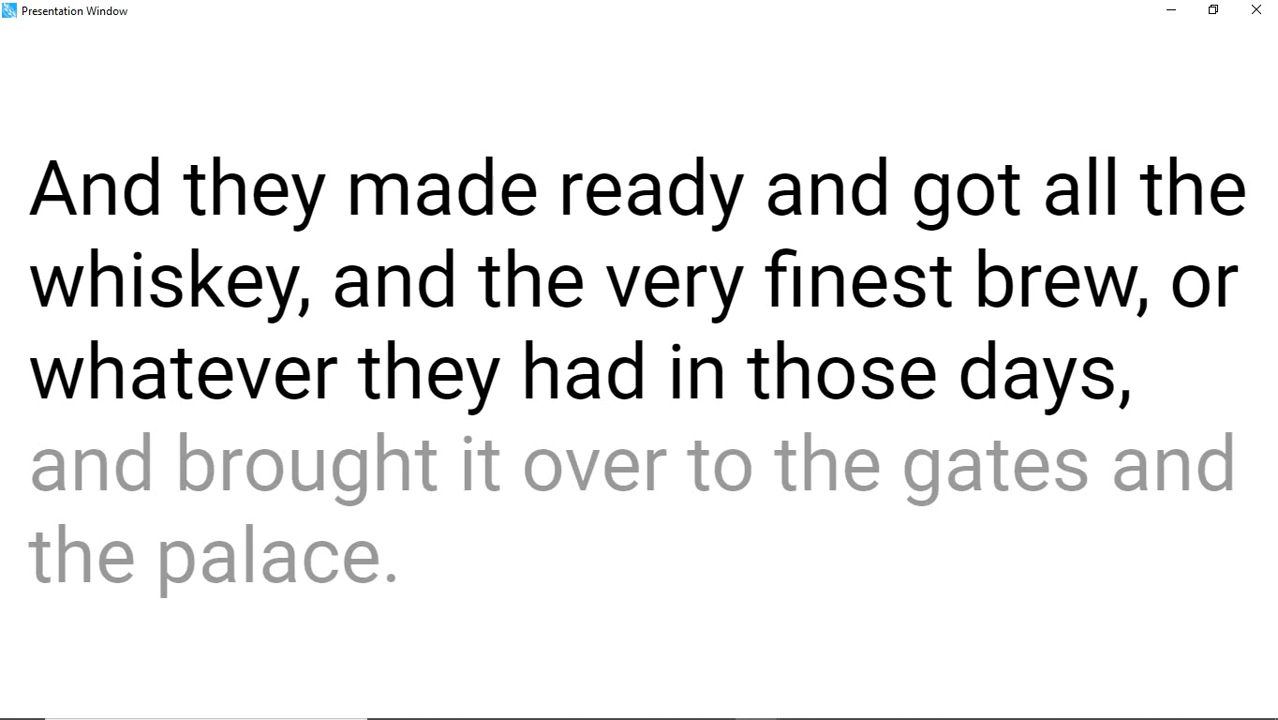 Presentation Window
And they made ready and got all the
whiskey, and the very finest brew, or
whatever they had in those days,
and brought it over to the gates and
the palace.